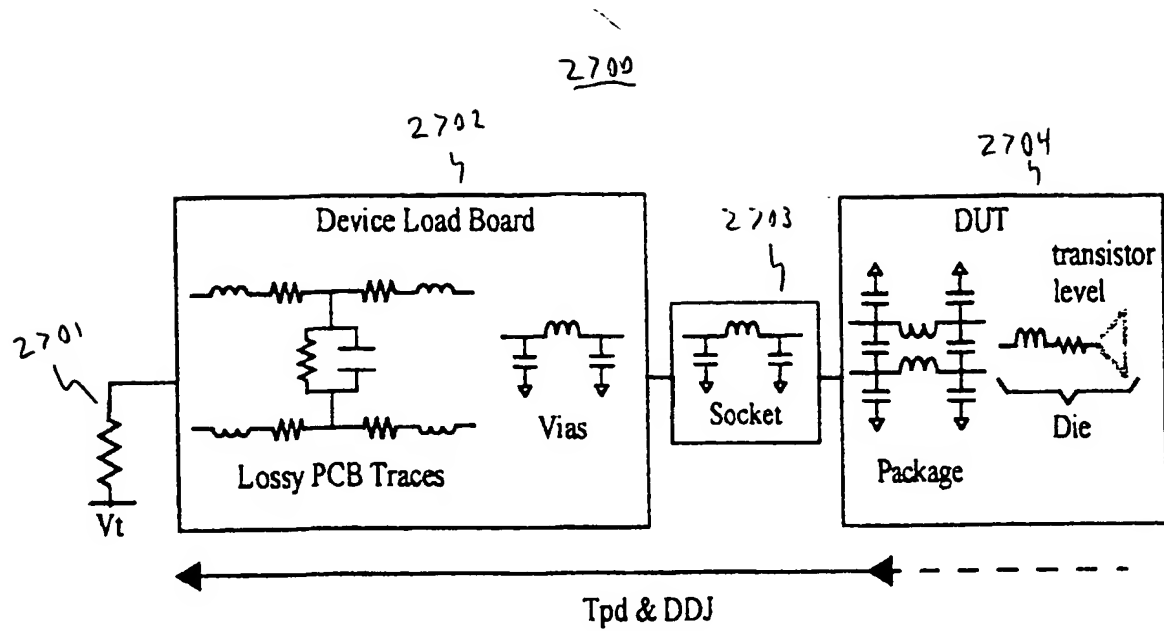 2700
2702
2704
Device Load Board
2703
DUT
transistor
level
2701
Vias
Socket
Die
Lossy PCB Traces
Package
Vt
Tpd & DDJ